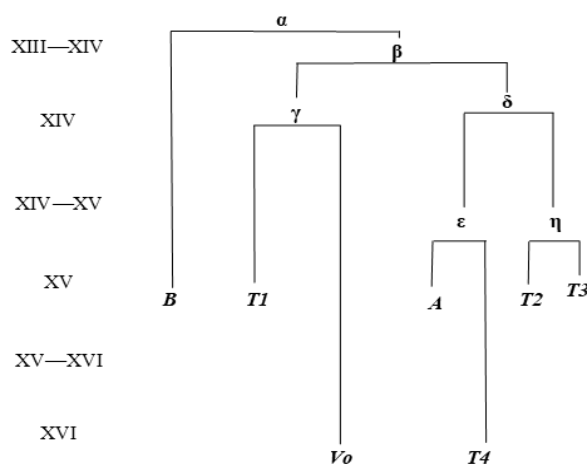 α
XIII—XIV
β
δ
XIV
γ
XIV—XV
ε η
XV
B T1 A T2 T3
XV—XVI
XVI
Vo T4